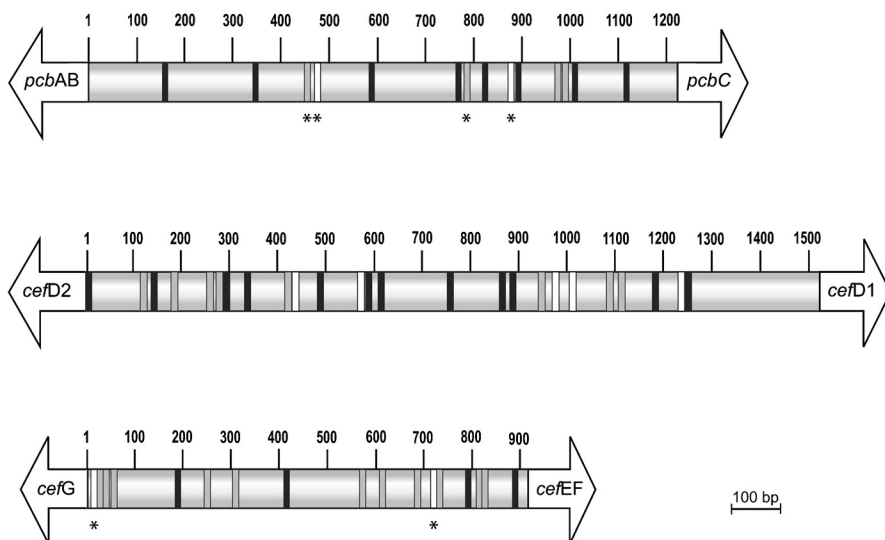 1 100 200 300 400 500 600 700 800 900 1000 1100 1200
pcbAB pcbC
** * *
1 100 200 300 400 500 600 700 800 900 1000 1100 1200 1300 1400 1500
cefD2 cefD1
1 100 200 300 400 500 600 700 800 900
cefG cefEF
100 bp
* *